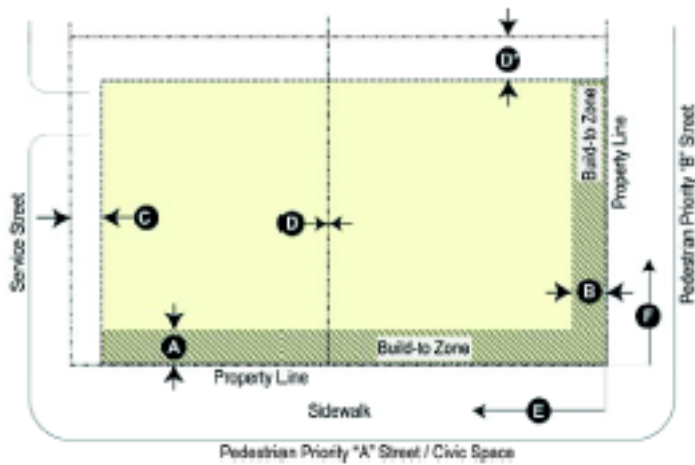 D'
Build-to Zone
Property Line
Pedestrian Priority "B" Street
Service Street
C
D
B
F
A
Build-to Zone
Property Line
Sidewalk
E
Pedestrian Priority "A" Street / Civic Space